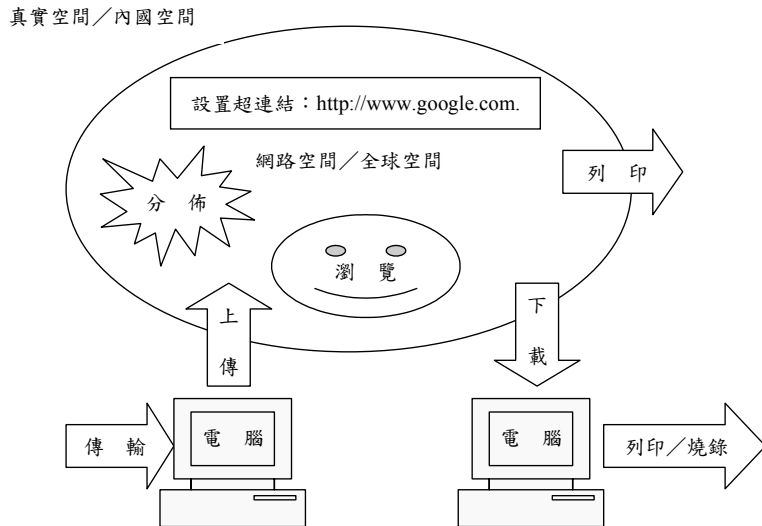 真實空間／內國空間
設置超連結：http://www.google.com.
網路空間／全球空間
列 印
分 佈
瀏 覽
上
傳
下
載
傳 輸
電 腦
電 腦
列印／燒錄